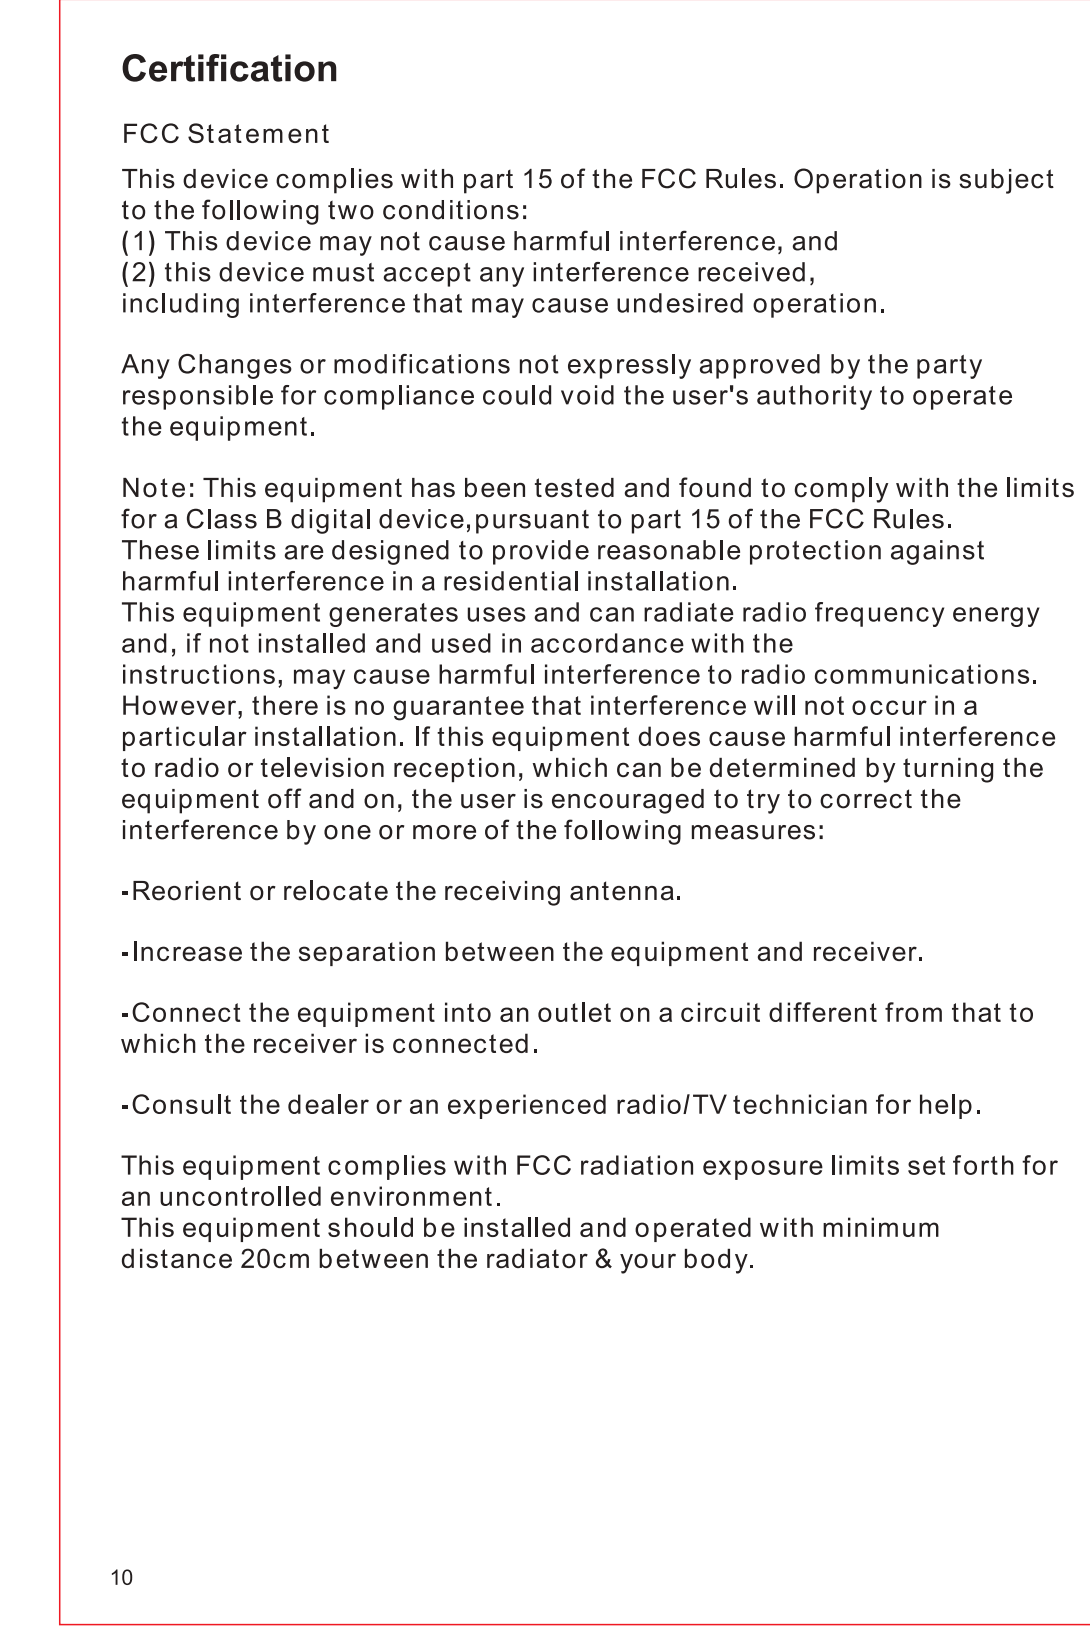 Certification
FCC Statement
This device complies with part 15 of the FCC Rules. Operation is subject
to the following two conditions:
(1) This device may not cause harmful interference, and
(2) this device must accept any interference received,
including interference that may cause undesired operation.
Any Changes or modifications not expressly approved by the party
responsible for compliance could void the user's authority to operate
the equipment.
Note: This equipment has been tested and found to comply with the limits
for a Class B digital device,pursuant to part 15 of the FCC Rules.
These limits are designed to provide reasonable protection against
harmful interference in a residential installation.
This equipment generates uses and can radiate radio frequency energy
and, if not installed and used in accordance with the
instructions, may cause harmful interference to radio communications.
However, there is no guarantee that interference will not occur in a
particular installation. If this equipment does cause harmful interference
to radio or television reception, which can be determined by turning the
equipment off and on, the user is encouraged to try to correct the
interference by one or more of the following measures:
-Reorient or relocate the receiving antenna.
-Increase the separation between the equipment and receiver.
-Connect the equipment into an outlet on a circuit different from that to
which the receiver is connected.
-Consult the dealer or an experienced radio/TV technician for help.
This equipment complies with FCC radiation exposure limits set forth for
an uncontrolled environment.
This equipment should be installed and operated with minimum
distance 20cm between the radiator & your body.
10